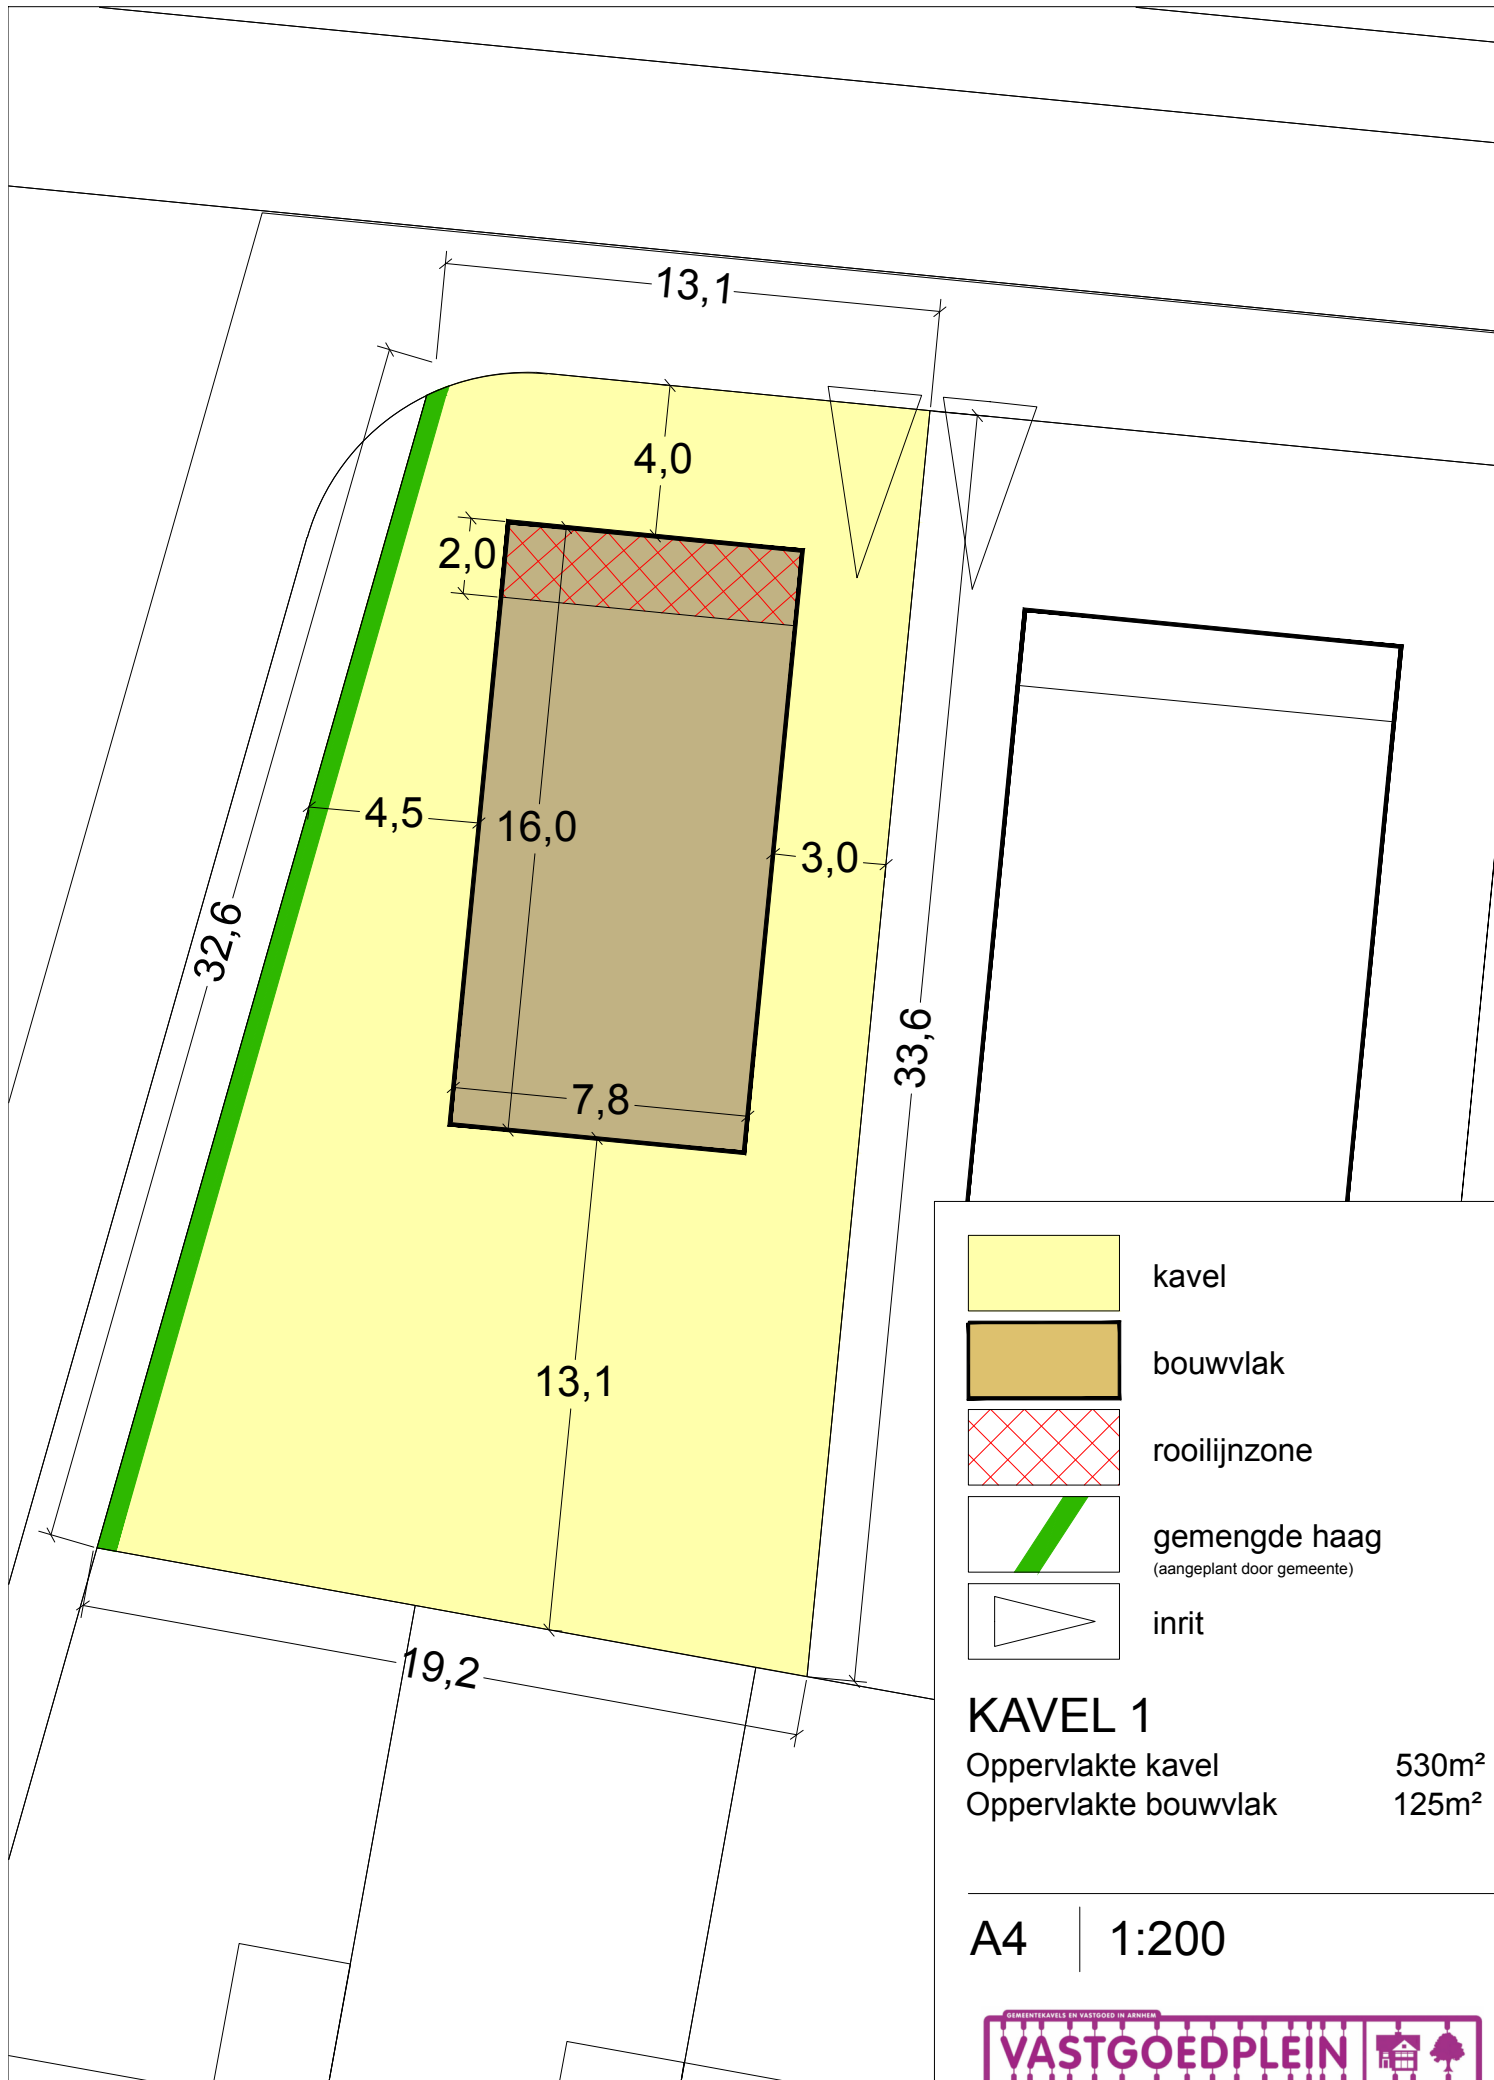 13,1
4,0
2,0
4,5
16,0
3,0
32,6
33,6
7,8
13,1
19,2
kavel
bouwvlak
rooilijnzone
gemengde haag
(aangeplant door gemeente)
inrit
KAVEL 1
Oppervlakte kavel 530m²
Oppervlakte bouwvlak 125m²
A4 1:200
GEMEENTEKAVELS EN VASTGOED IN ARNHEM
VASTGOEDPLEIN